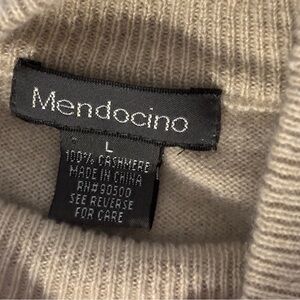 Mendocino
L
100% CASHMERE
MADE IN CHINA
RN#90500
SEE REVERSE
FOR CARE